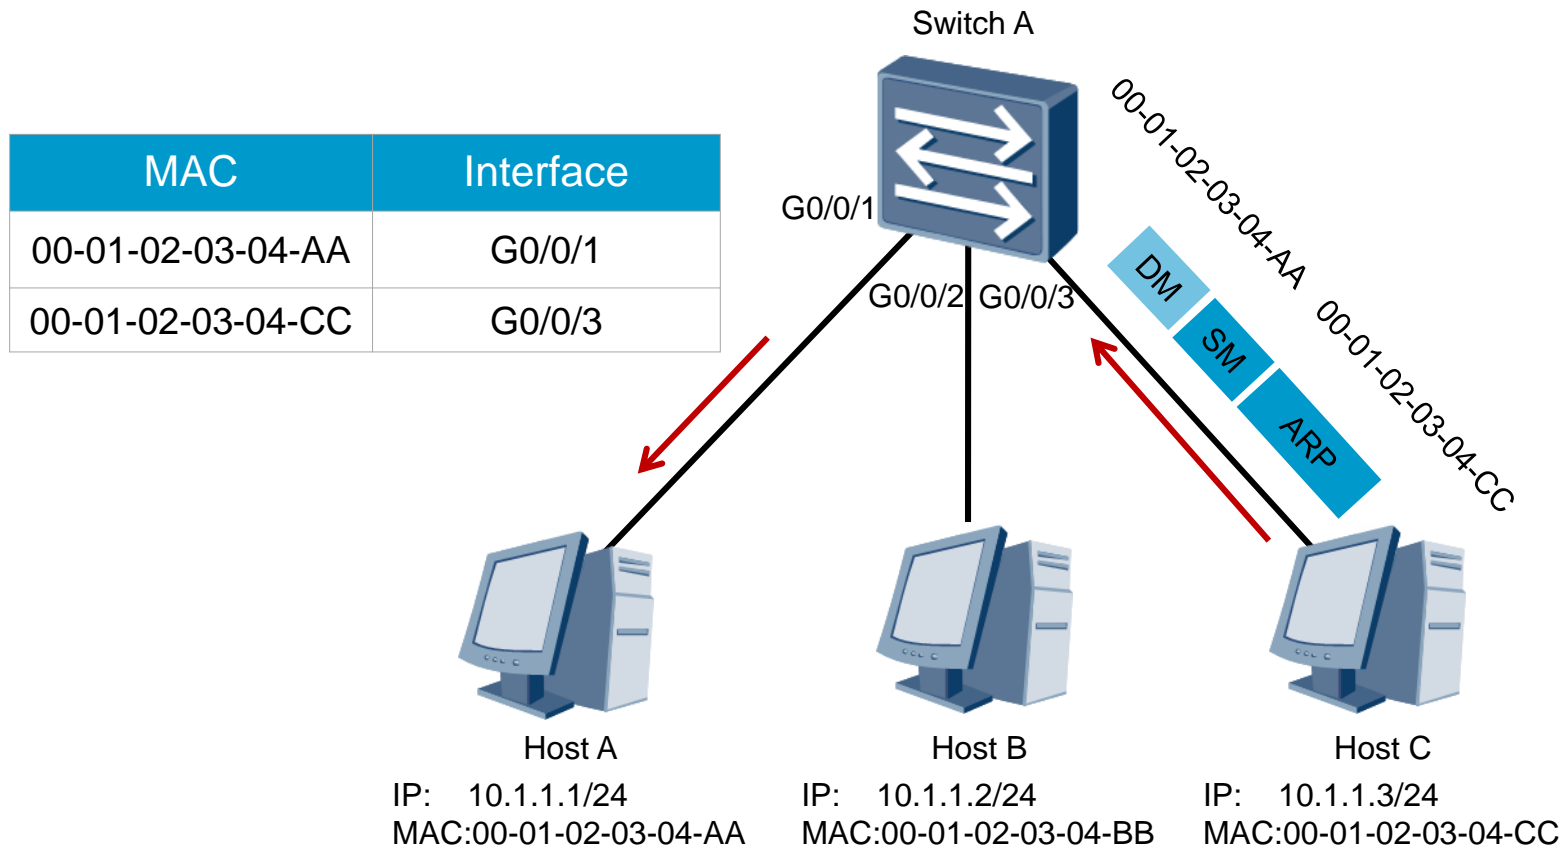 Switch A
MAC Interface
00-01-02-03-04-AA G0/0/1
00-01-02-03-04-CC G0/0/3
G0/0/1
G0/0/2
G0/0/3
00-01-02-03-04-AA
00-01-02-03-04-CC
DM
SM
ARP
Host A
IP: 10.1.1.1/24
MAC:00-01-02-03-04-AA
Host B
IP: 10.1.1.2/24
MAC:00-01-02-03-04-BB
Host C
IP: 10.1.1.3/24
MAC:00-01-02-03-04-CC